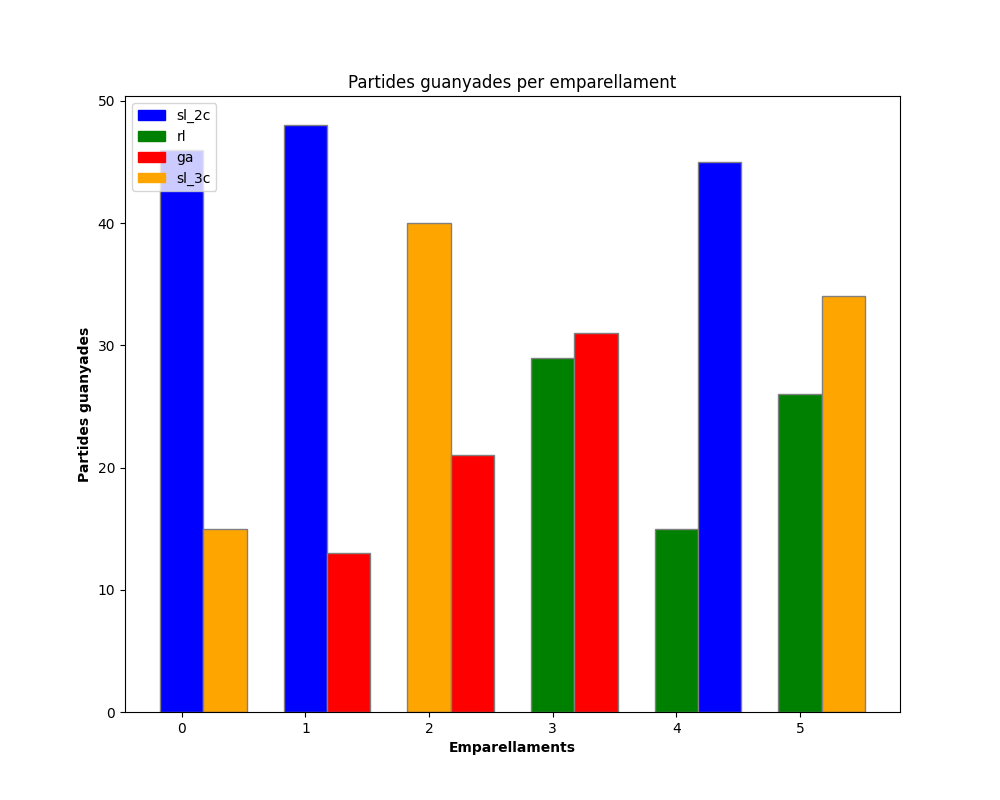 Partides guanyades per emparellament
50
40
30
20
10
0
Partides guanyades
sl_2c
rl
ga
sl_3c
0 1 2 3 4 5
Emparellaments